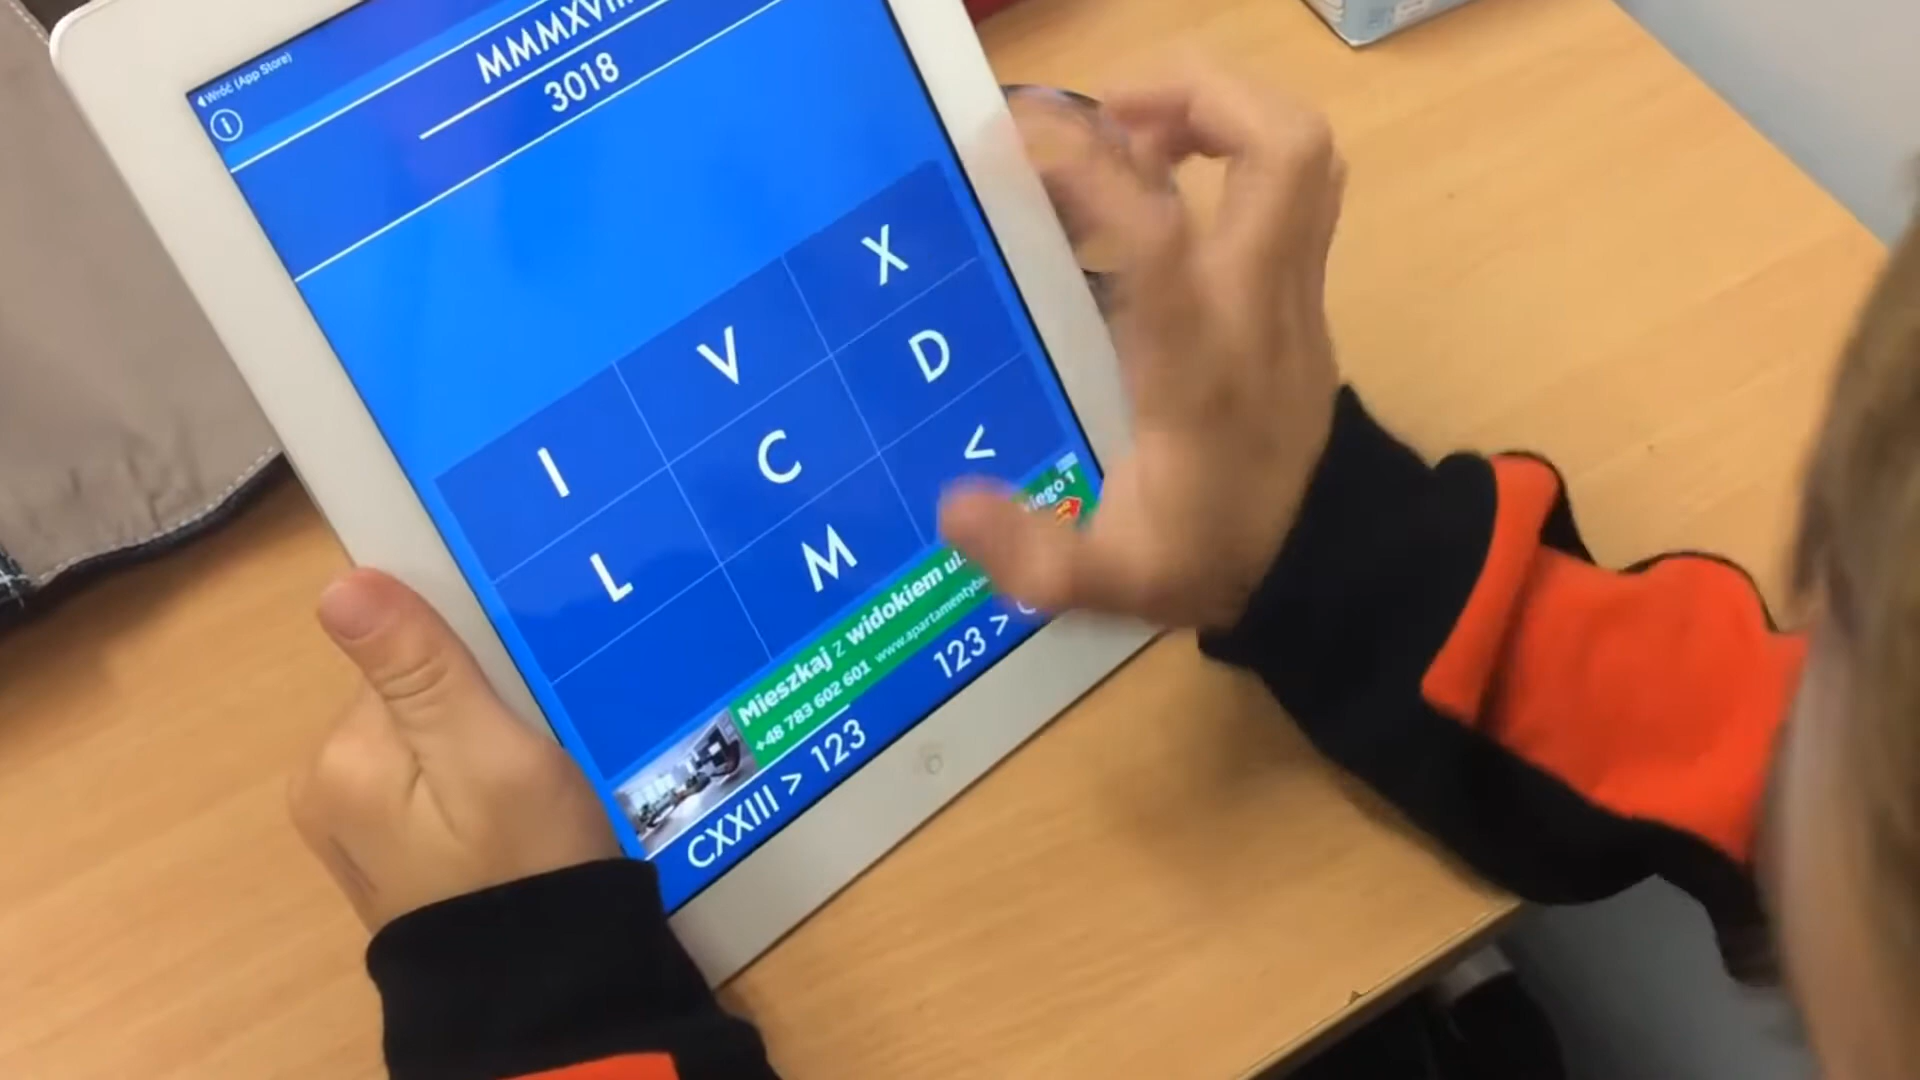 Wróć (App Store)
i
MMMXVIII
3018
I V X
L C D
M <
Mieszkaj z widokiem ul.
+48 783 602 601
CXXIII > 123
123 >